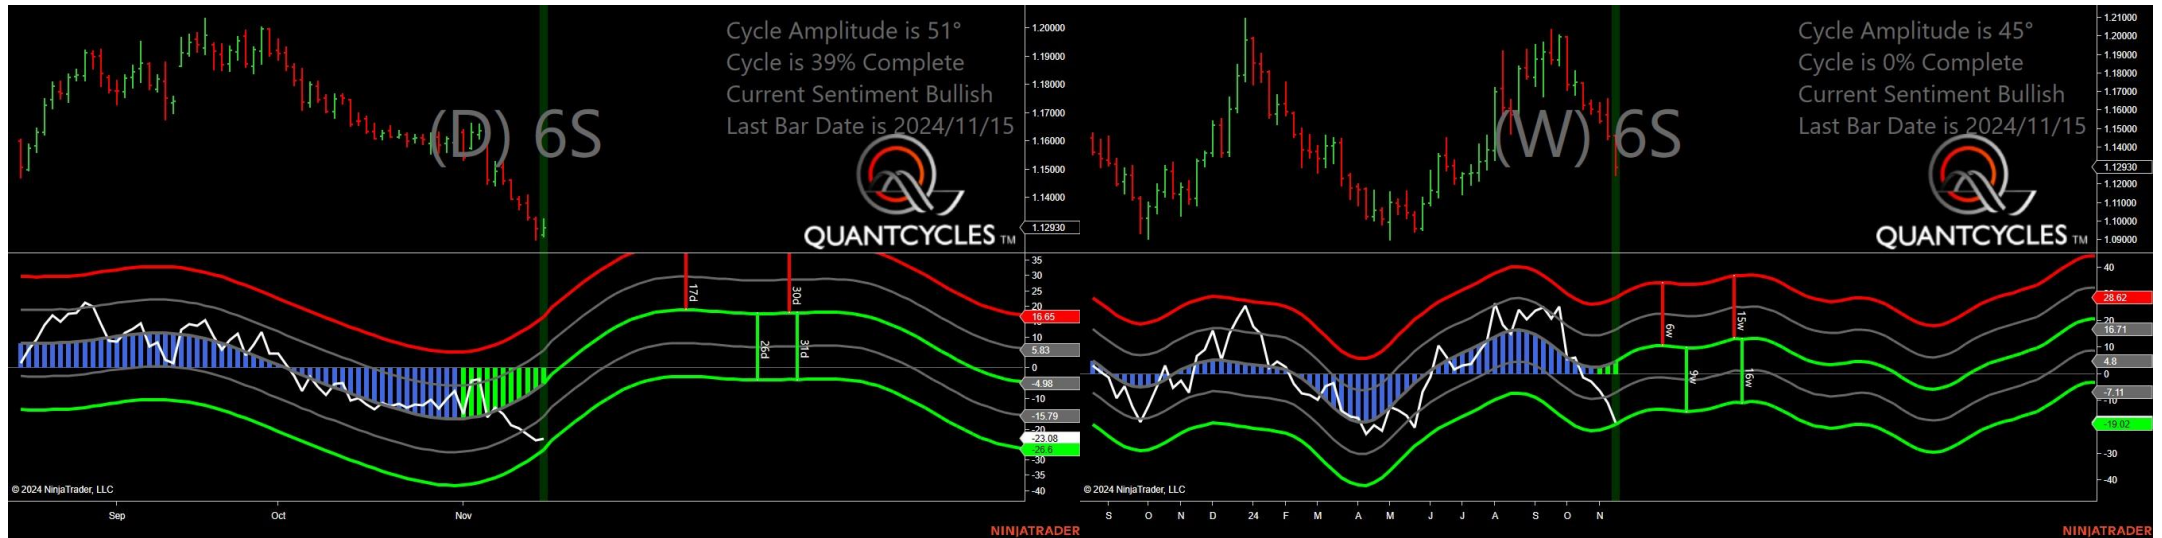 Cycle Amplitude is 51°
Cycle is 39% Complete
Current Sentiment Bullish
Last Bar Date is 2024/11/15
(D) 6S
QUANTCYCLES TM
1.20000
1.19000
1.18000
1.17000
1.16000
1.15000
1.14000
1.12930
35
30
25
20
16.65
10
5.83
0
-4.98
-10
-15.79
-20
-23.08
-26.6
-30
-35
-40
17d
30d
26d
31d
© 2024 NinjaTrader, LLC
Sep
Oct
Nov
NINJATRADER
Cycle Amplitude is 45°
Cycle is 0% Complete
Current Sentiment Bullish
Last Bar Date is 2024/11/15
(W) 6S
QUANTCYCLES TM
1.21000
1.20000
1.19000
1.18000
1.17000
1.16000
1.15000
1.14000
1.12930
1.12000
1.11000
1.10000
1.09000
40
28.62
20
16.71
10
4.8
0
-7.11
-10
-19.02
-30
-40
6w
15w
9w
16w
© 2024 NinjaTrader, LLC
S
O
N
D
24
F
M
A
M
J
J
A
S
O
N
NINJATRADER